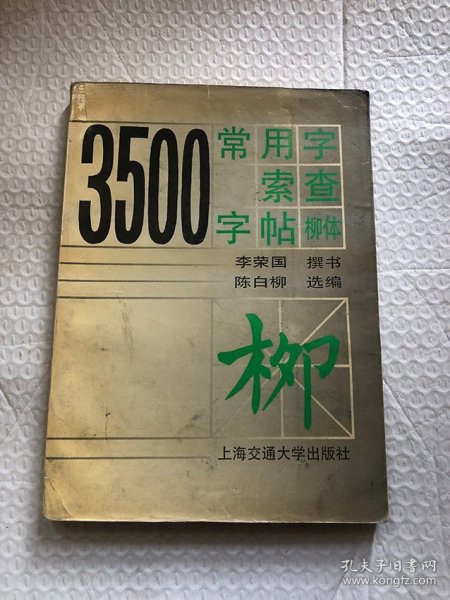 3500
常用字
索查
字帖 柳体
李荣国 撰书
陈白柳 选编
柳
上海交通大学出版社
孔夫子旧书网
www.kongfz.com